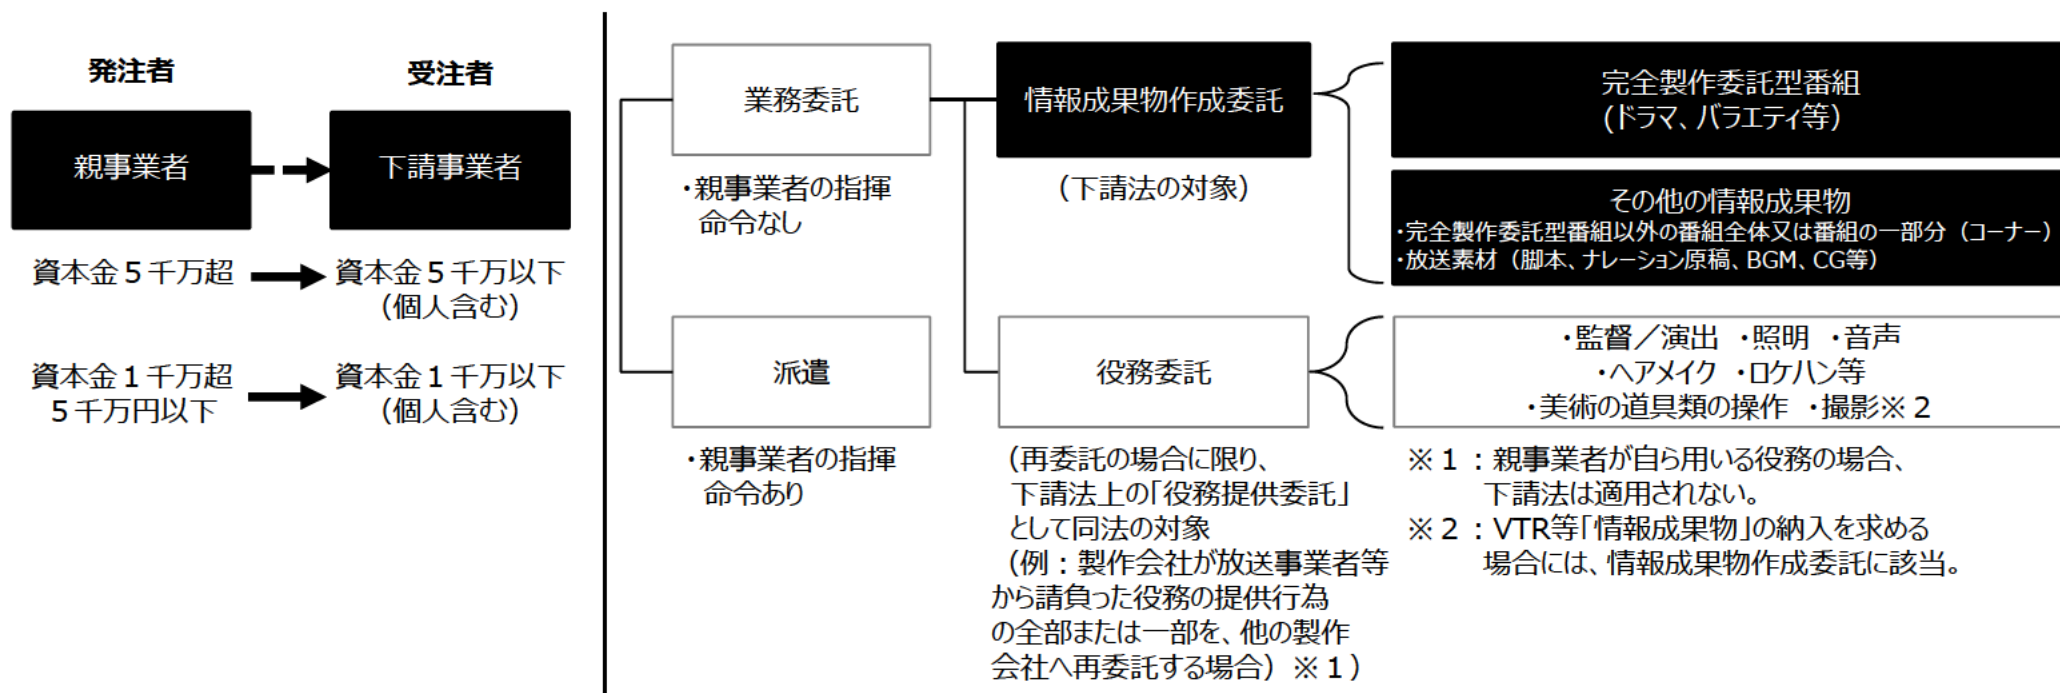 発注者
受注者
親事業者
下請事業者
資本金5千万超
資本金5千万以下
(個人含む)
資本金1千万超
5千万円以下
資本金1千万以下
(個人含む)
業務委託
・親事業者の指揮
命令なし
派遣
・親事業者の指揮
命令あり
情報成果物作成委託
(下請法の対象)
役務委託
(再委託の場合に限り、
下請法上の「役務提供委託」
として同法の対象
(例:製作会社が放送事業者等
から請負った役務の提供行為
の全部または一部を、他の製作
会社へ再委託する場合)※1)
完全製作委託型番組
(ドラマ、バラエティ等)
その他の情報成果物
・完全製作委託型番組以外の番組全体又は番組の一部分(コーナー)
・放送素材(脚本、ナレーション原稿、BGM、CG等)
・監督/演出 ・照明 ・音声
・ヘアメイク ・ロケハン等
・美術の道具類の操作 ・撮影※2
※1:親事業者が自ら用いる役務の場合、
下請法は適用されない。
※2:VTR等「情報成果物」の納入を求める
場合には、情報成果物作成委託に該当。